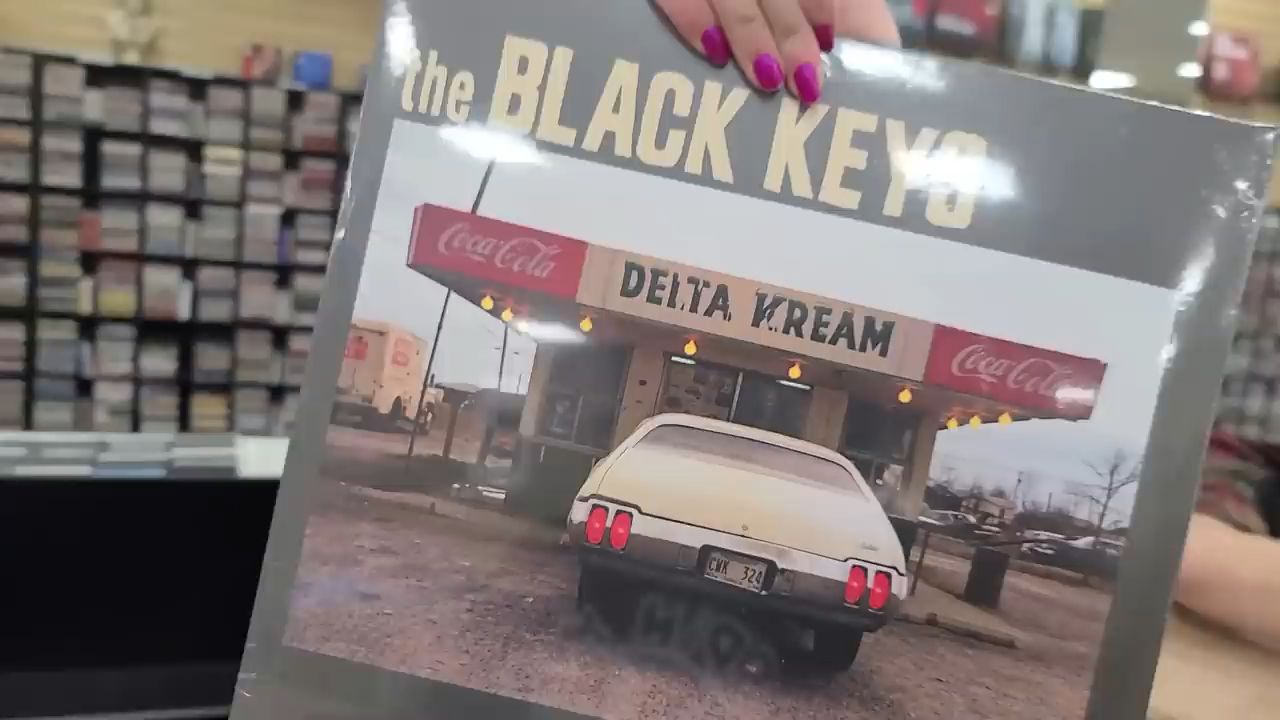 the BLACK KEYS
Coca-Cola
DELTA KREAM
Coca-Cola
CWK 324